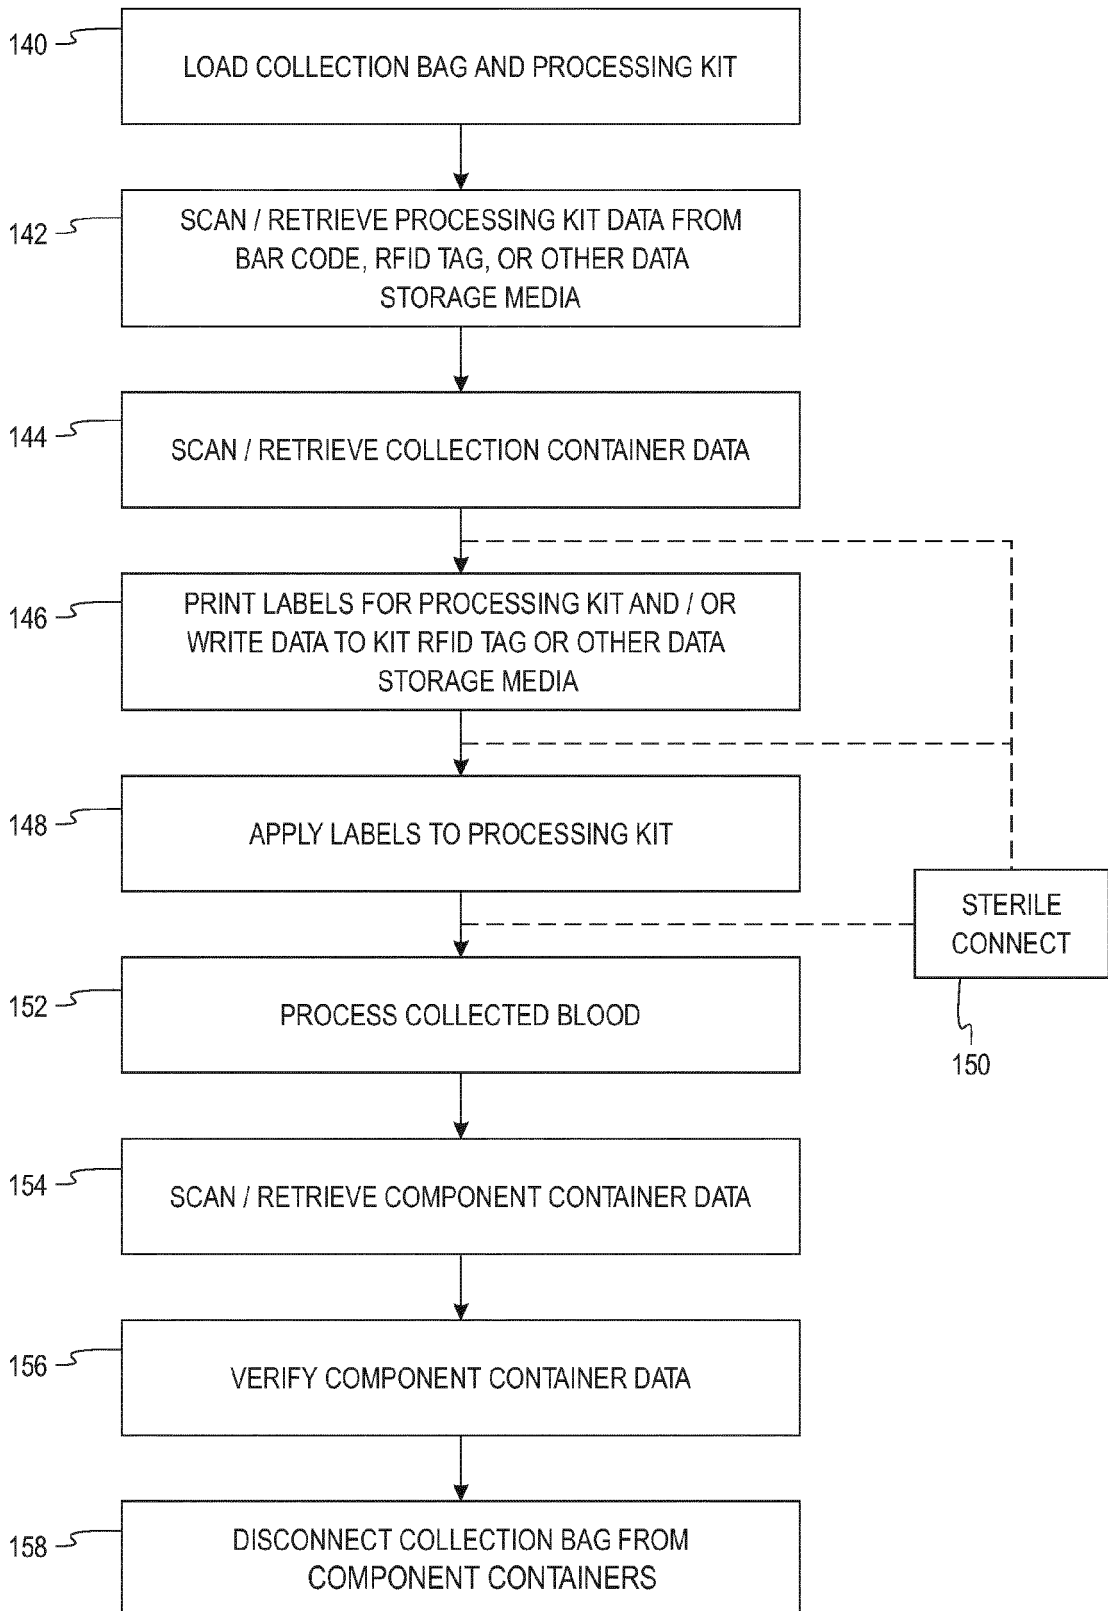 140
LOAD COLLECTION BAG AND PROCESSING KIT
142
SCAN / RETRIEVE PROCESSING KIT DATA FROM
BAR CODE, RFID TAG, OR OTHER DATA
STORAGE MEDIA
144
SCAN / RETRIEVE COLLECTION CONTAINER DATA
146
PRINT LABELS FOR PROCESSING KIT AND / OR
WRITE DATA TO KIT RFID TAG OR OTHER DATA
STORAGE MEDIA
148
APPLY LABELS TO PROCESSING KIT
STERILE
CONNECT
150
152
PROCESS COLLECTED BLOOD
154
SCAN / RETRIEVE COMPONENT CONTAINER DATA
156
VERIFY COMPONENT CONTAINER DATA
158
DISCONNECT COLLECTION BAG FROM
COMPONENT CONTAINERS